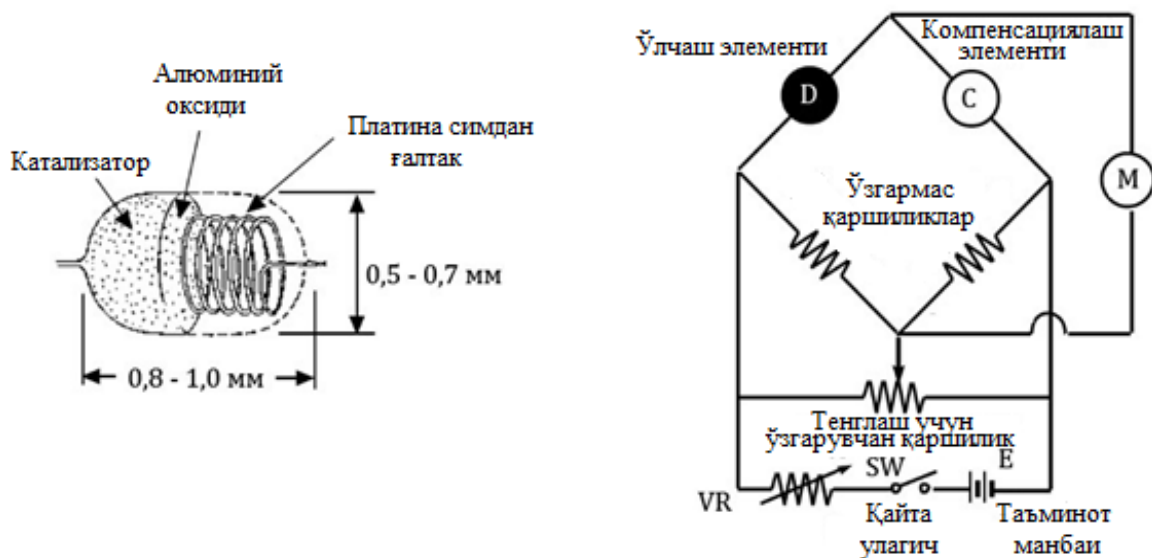 Алюминий
оксиди
Платина симдан
ғалтак
Катализатор
0,5 - 0,7 мм
0,8 - 1,0 мм
Ўлчаш элементи
Компенсациялаш
элементи
D
C
M
Ўзгармас
қаршиликлар
Тенглаш учун
ўзгарувчан қаршилик
VR
SW
E
Қайта
улагич
Таъминот
манбаи